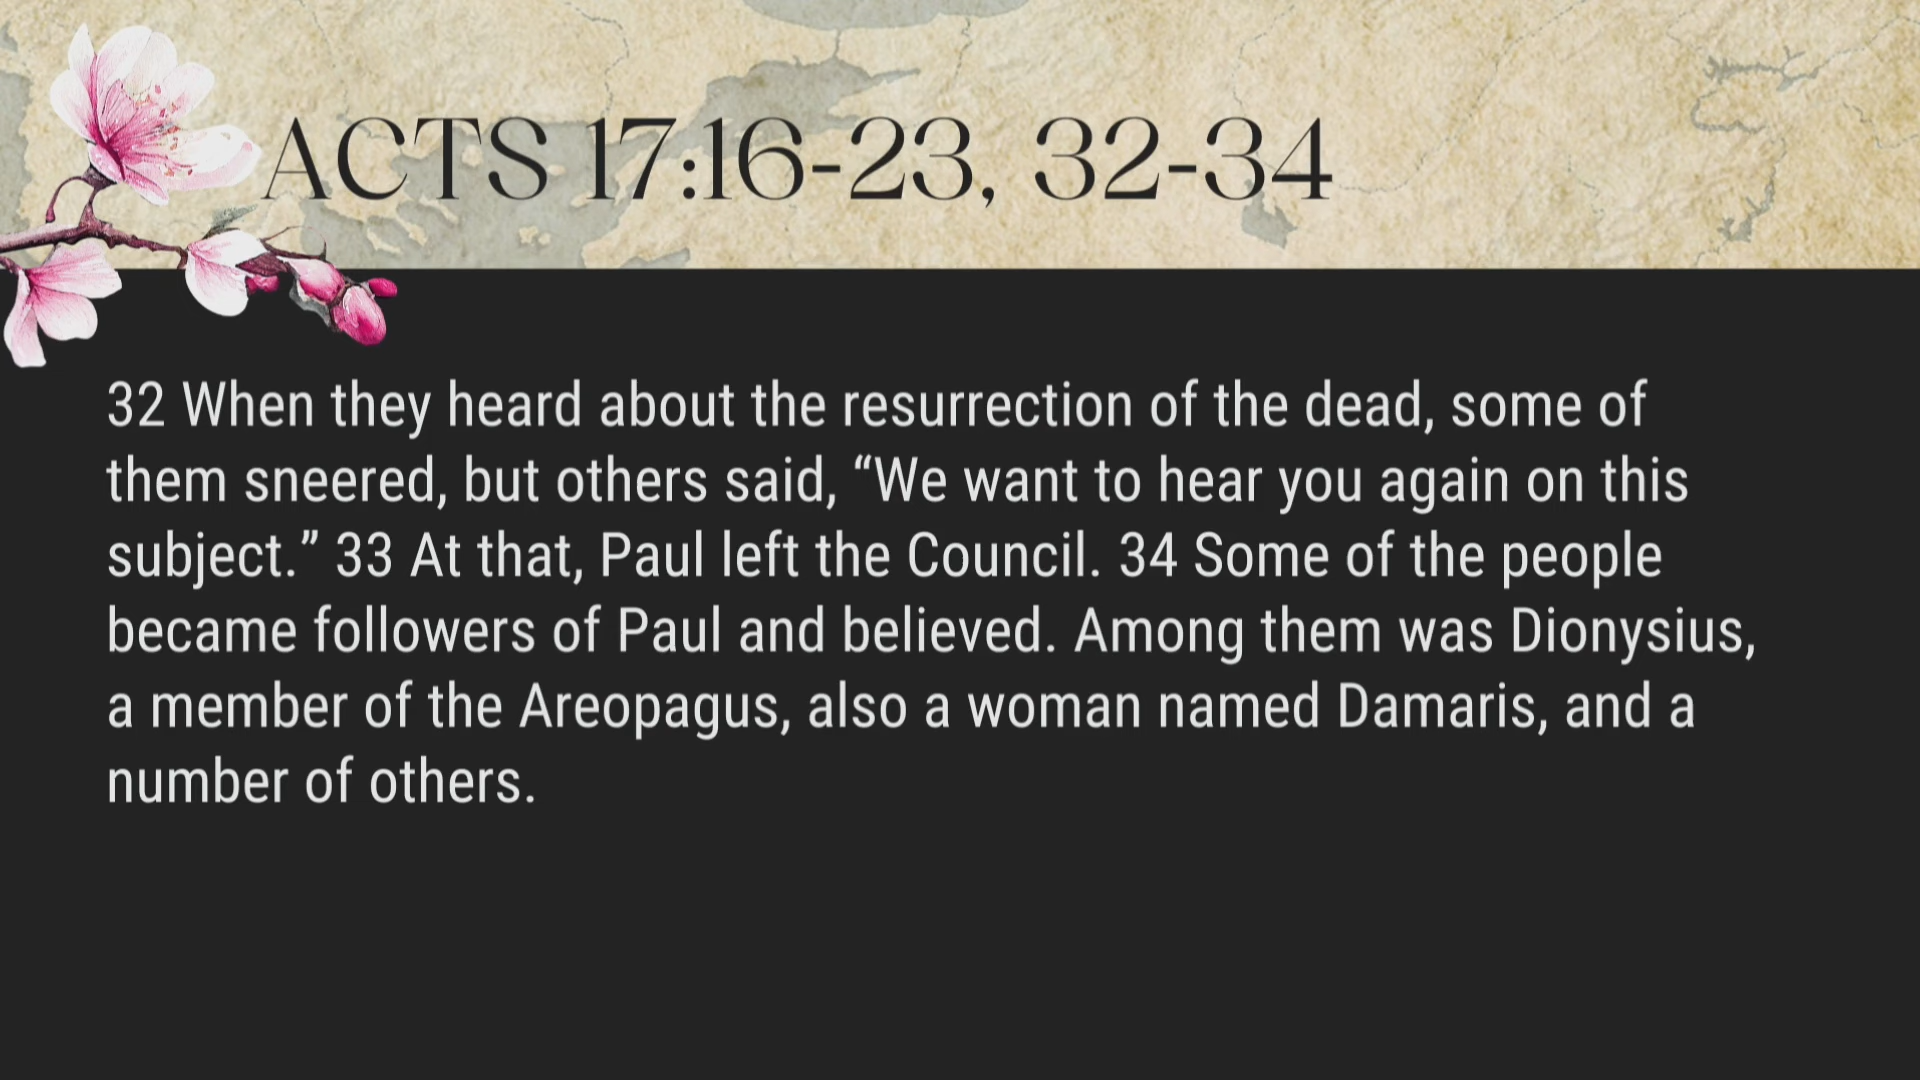 ACTS 17:16-23, 32-34
32 When they heard about the resurrection of the dead, some of
them sneered, but others said, “We want to hear you again on this
subject.” 33 At that, Paul left the Council. 34 Some of the people
became followers of Paul and believed. Among them was Dionysius,
a member of the Areopagus, also a woman named Damaris, and a
number of others.